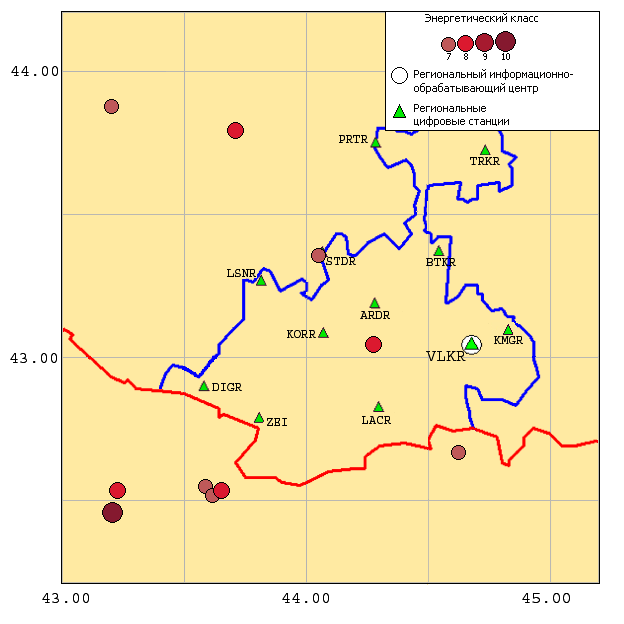 Энергетический класс
7 8 9 10
Региональный информационно-
обрабатывающий центр
Региональные
цифровые станции
44.00
PRTR
TRKR
STDR
BTKR
LSNR
ARDR
KORR
KMGR
VLKR
43.00
DIGR
ZEI
LACR
43.00 44.00 45.00